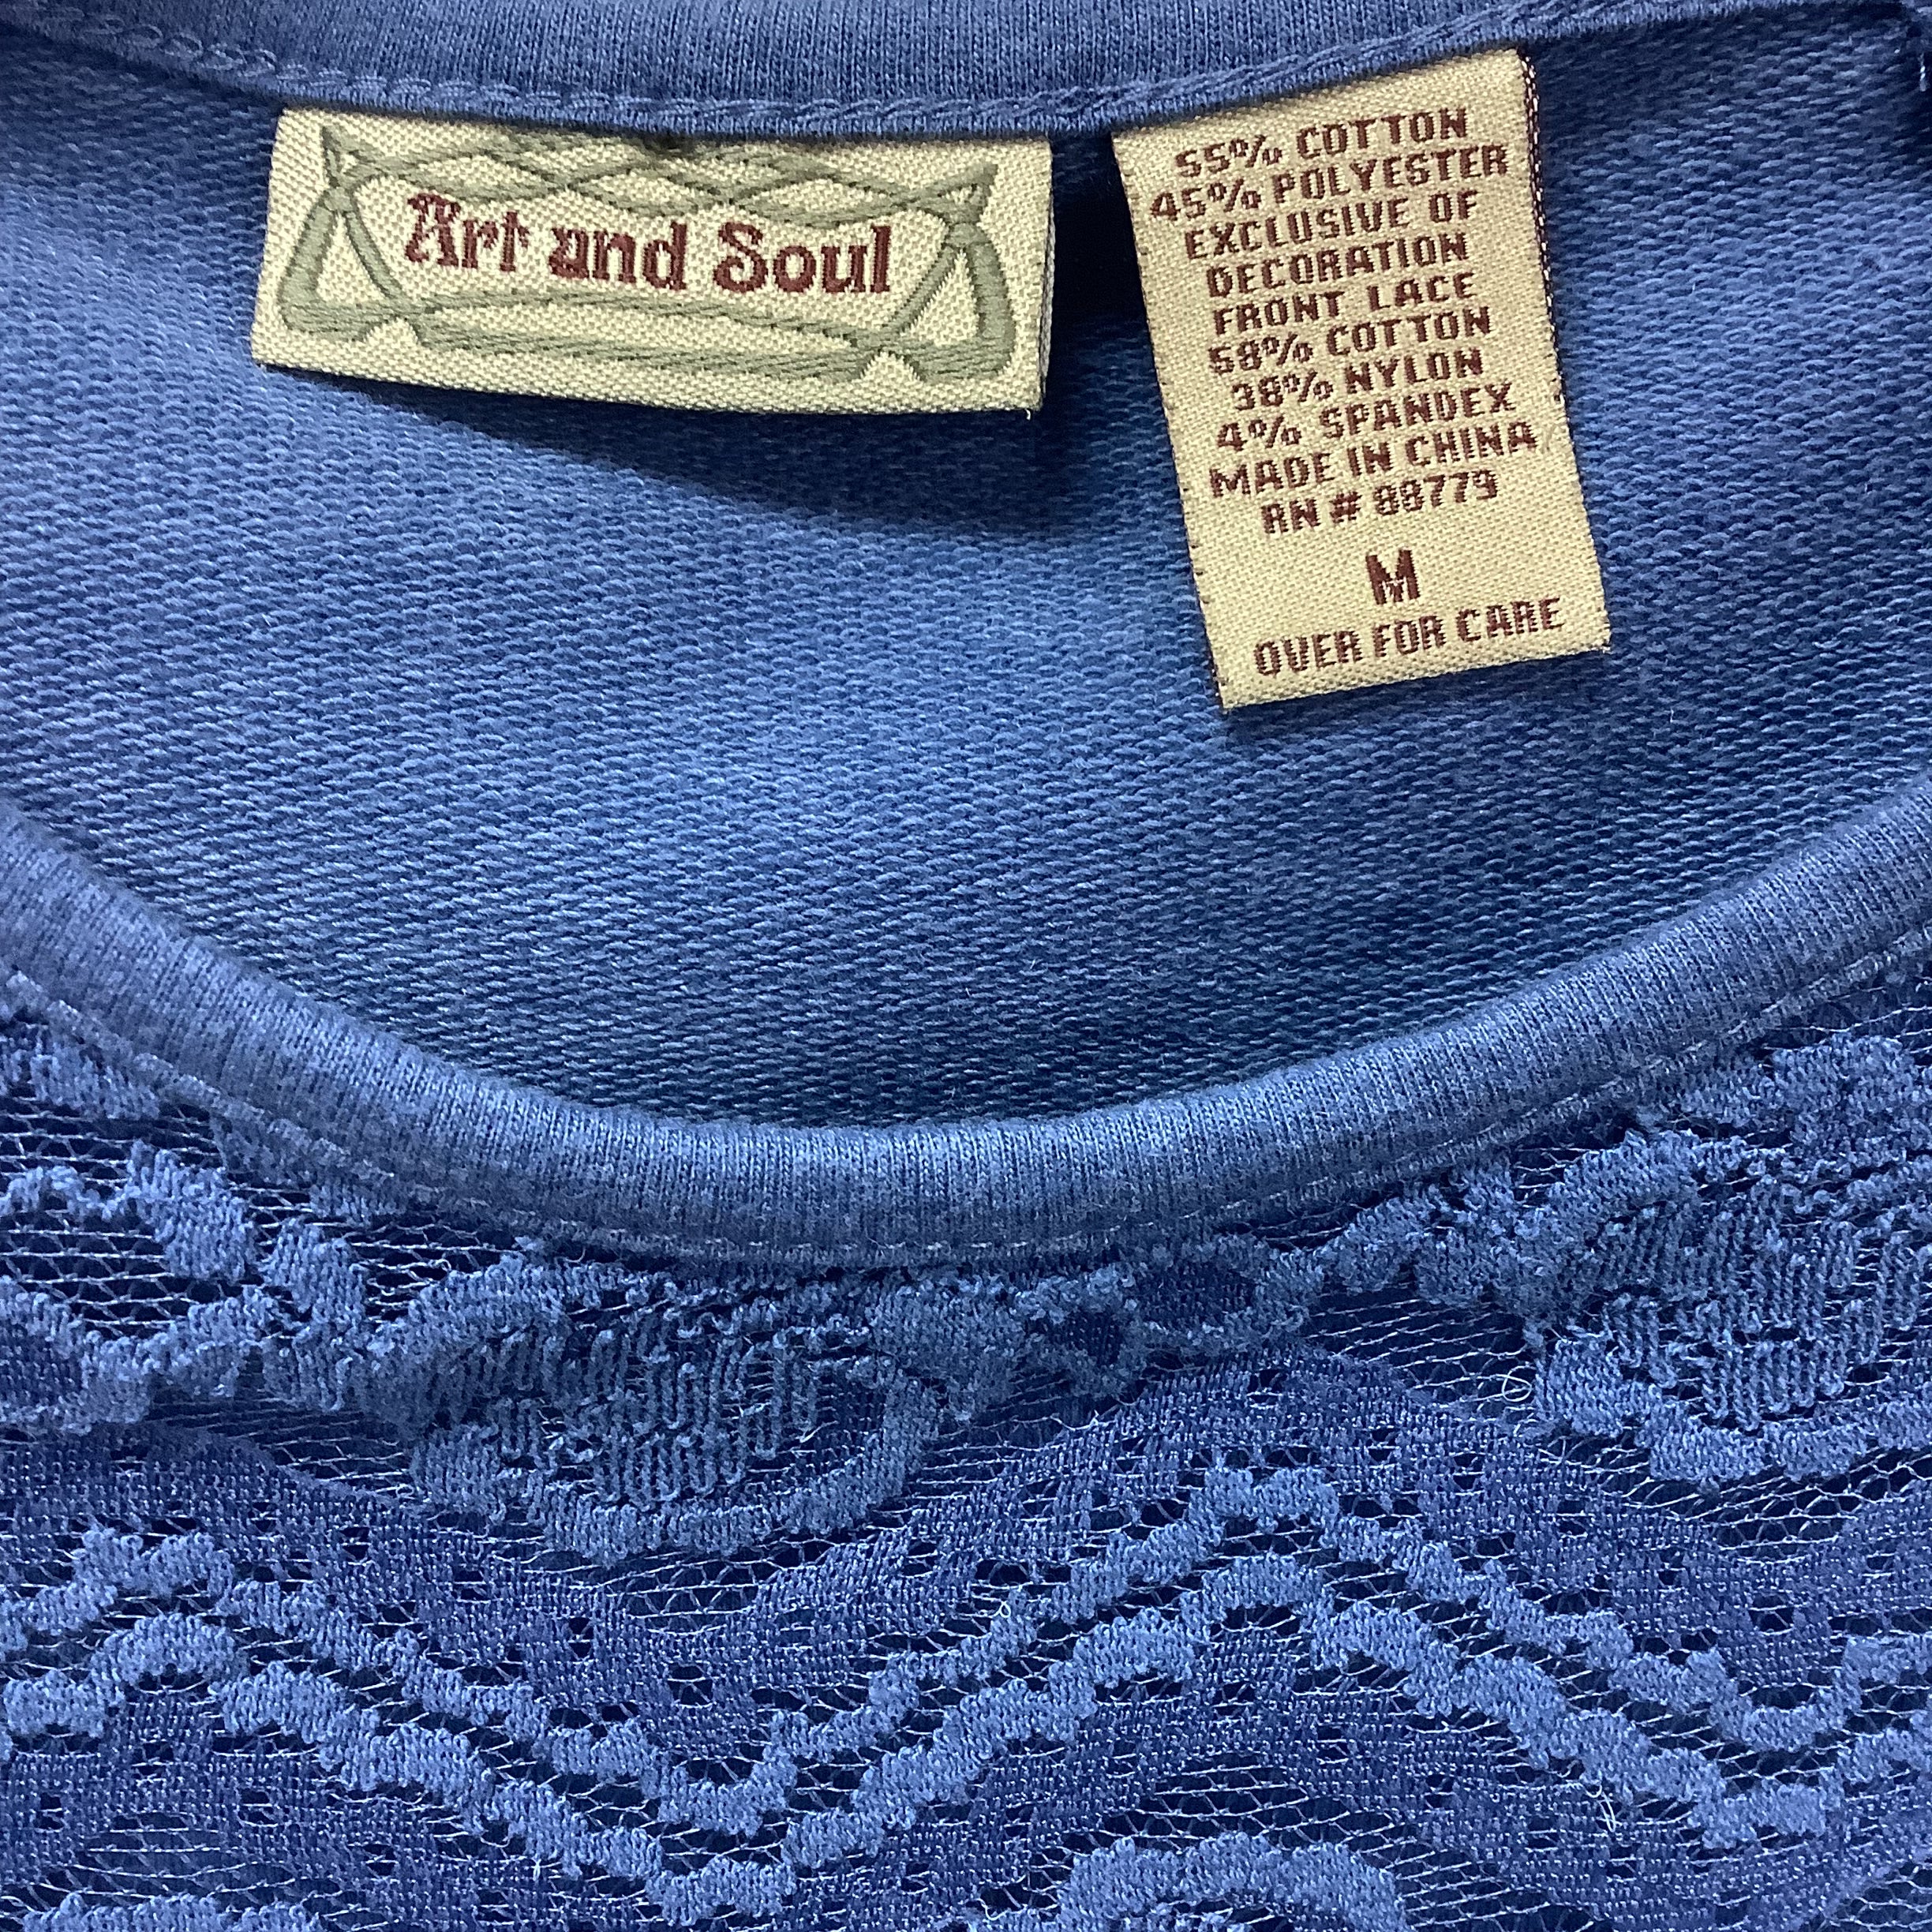 Art and Soul
55% COTTON
45% POLYESTER
EXCLUSIVE OF
DECORATION
FRONT LACE
58% COTTON
38% NYLON
4% SPANDEX
MADE IN CHINA
RN # 88779
M
OVER FOR CARE